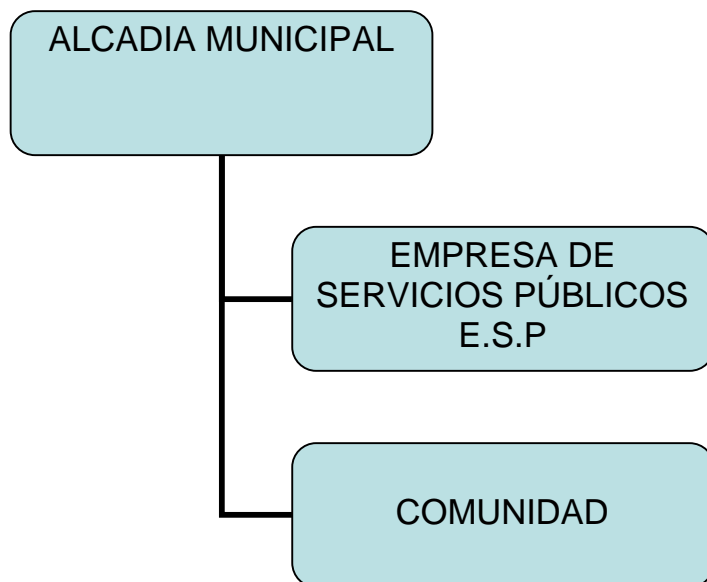 ALCADIA MUNICIPAL
EMPRESA DE
SERVICIOS PÚBLICOS
E.S.P
COMUNIDAD